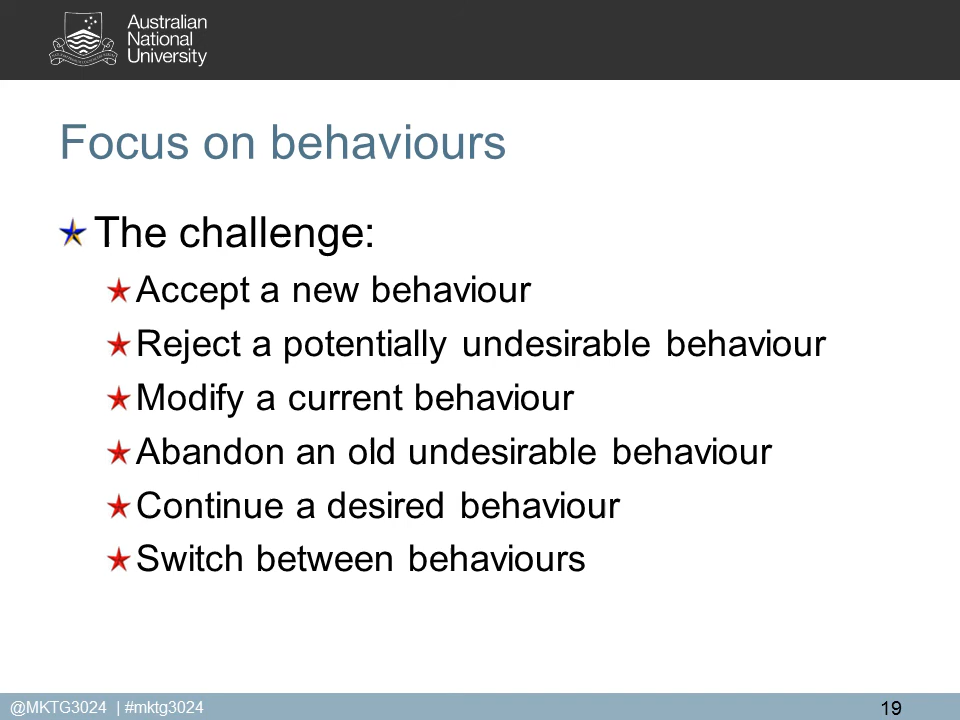 Australian
National
University
Focus on behaviours
The challenge:
Accept a new behaviour
Reject a potentially undesirable behaviour
Modify a current behaviour
Abandon an old undesirable behaviour
Continue a desired behaviour
Switch between behaviours
@MKTG3024 | #mktg3024
19